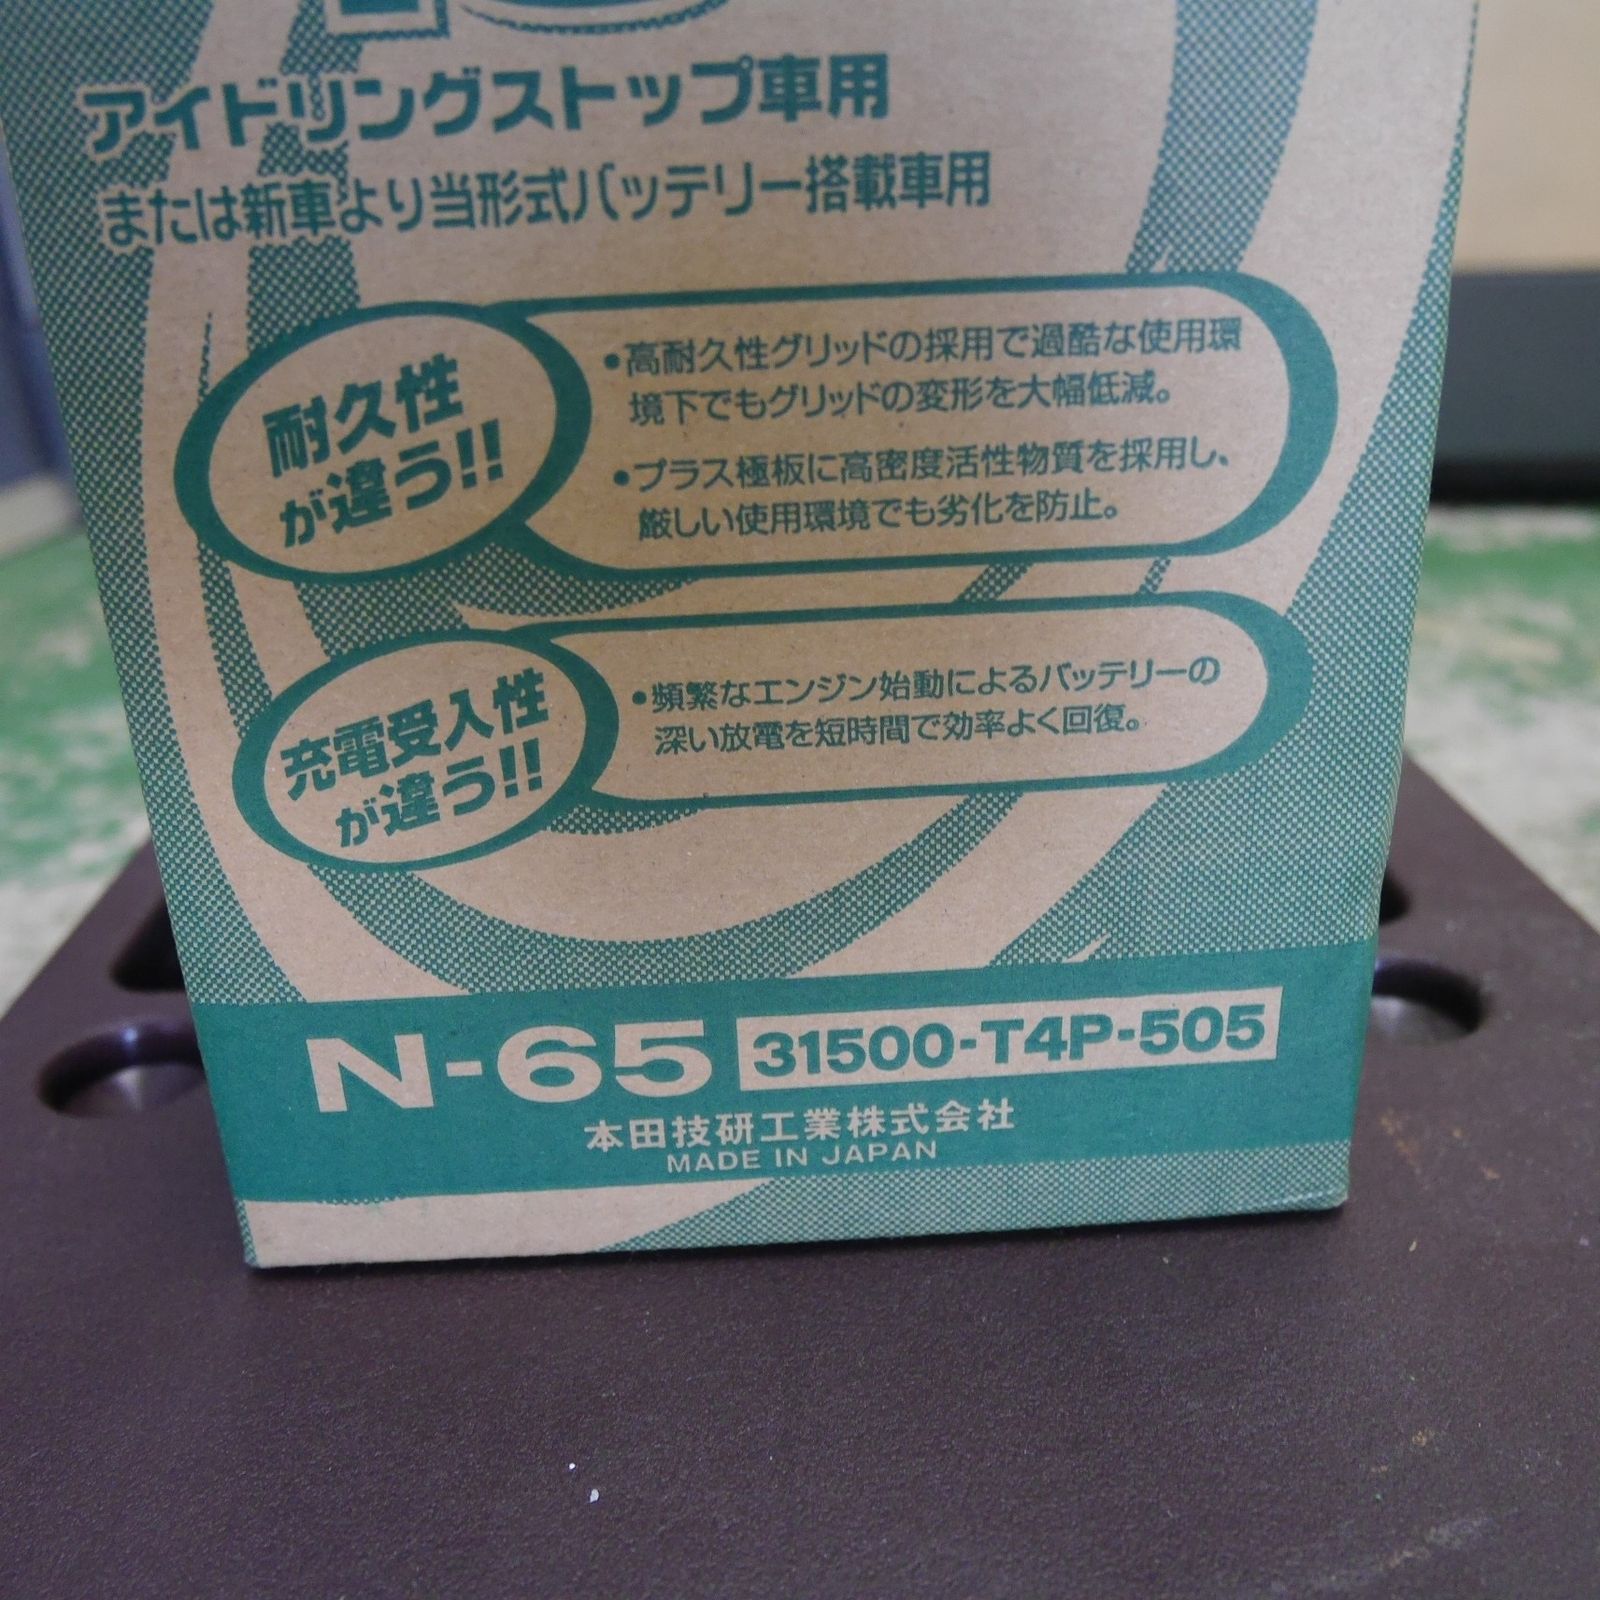 アイドリングストップ車用
または新車より当形式バッテリー搭載車用
耐久性
が違う!!
・高耐久性グリッドの採用で過酷な使用環
境下でもグリッドの変形を大幅低減。
・プラス極板に高密度活性物質を採用し、
厳しい使用環境でも劣化を防止。
充電受入性
が違う!!
・頻繁なエンジン始動によるバッテリーの
深い放電を短時間で効率よく回復。
N-65 31500-T4P-505
本田技研工業株式会社
MADE IN JAPAN